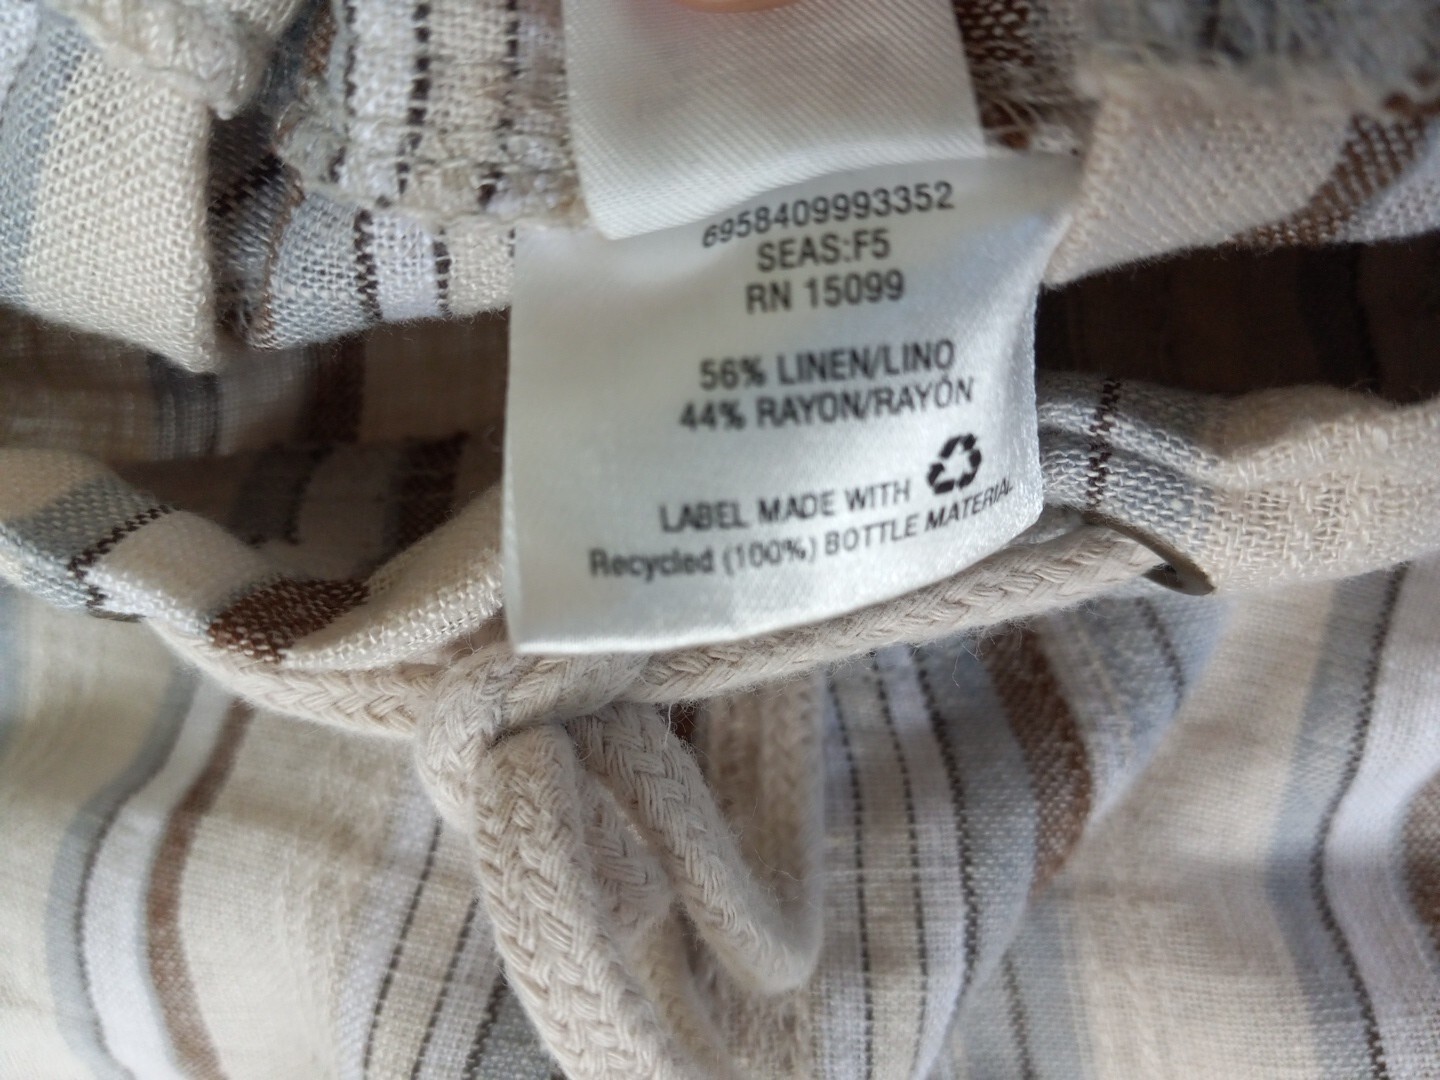 6958409993352
SEAS:F5
RN 15099
56% LINEN/LINO
44% RAYON/RAYÓN
LABEL MADE WITH
Recycled (100%) BOTTLE MATERIAL